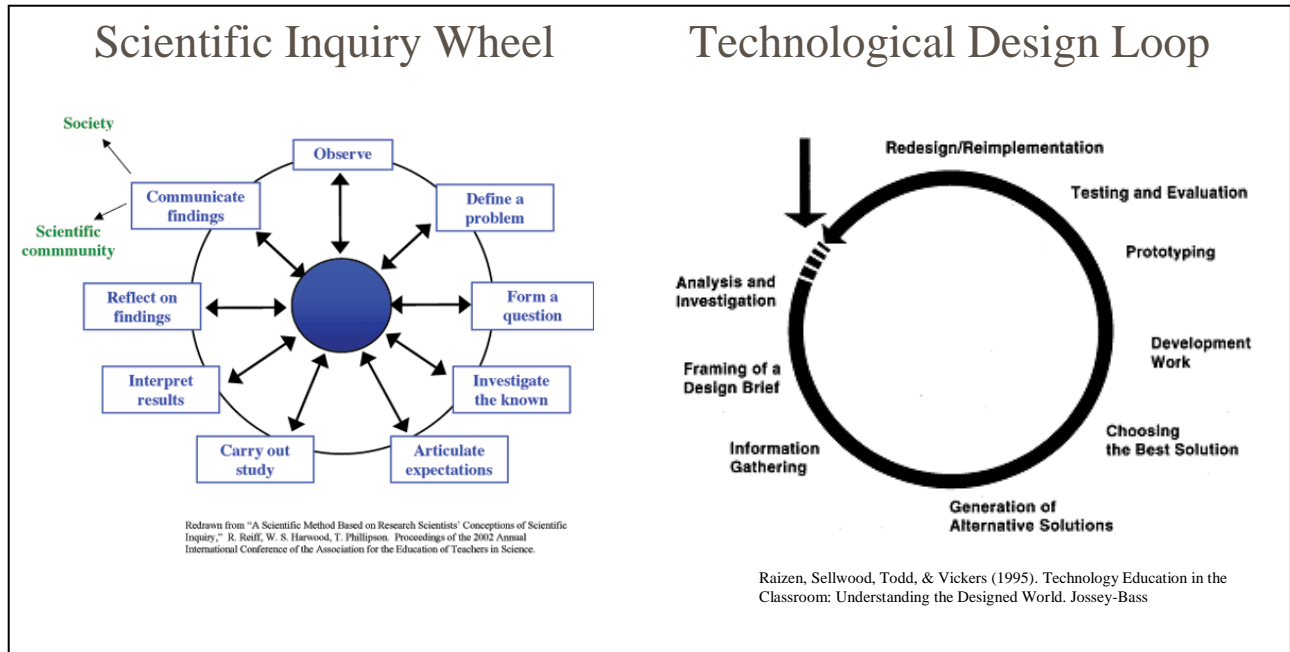 Scientific Inquiry Wheel
Technological Design Loop
Society
Scientific
commmunity
Observe
Define a
problem
Form a
question
Investigate
the known
Articulate
expectations
Carry out
study
Interpret
results
Reflect on
findings
Communicate
findings
Redrawn from "A Scientific Method Based on Research Scientists' Conceptions of Scientific
Inquiry," R. Reiff, W. S. Harwood, T. Phillipson. Proceedings of the 2002 Annual
International Conference of the Association for the Education of Teachers in Science.
Analysis and
Investigation
Framing of a
Design Brief
Information
Gathering
Generation of
Alternative Solutions
Choosing
the Best Solution
Development
Work
Prototyping
Testing and Evaluation
Redesign/Reimplementation
Raizen, Sellwood, Todd, & Vickers (1995). Technology Education in the
Classroom: Understanding the Designed World. Jossey-Bass